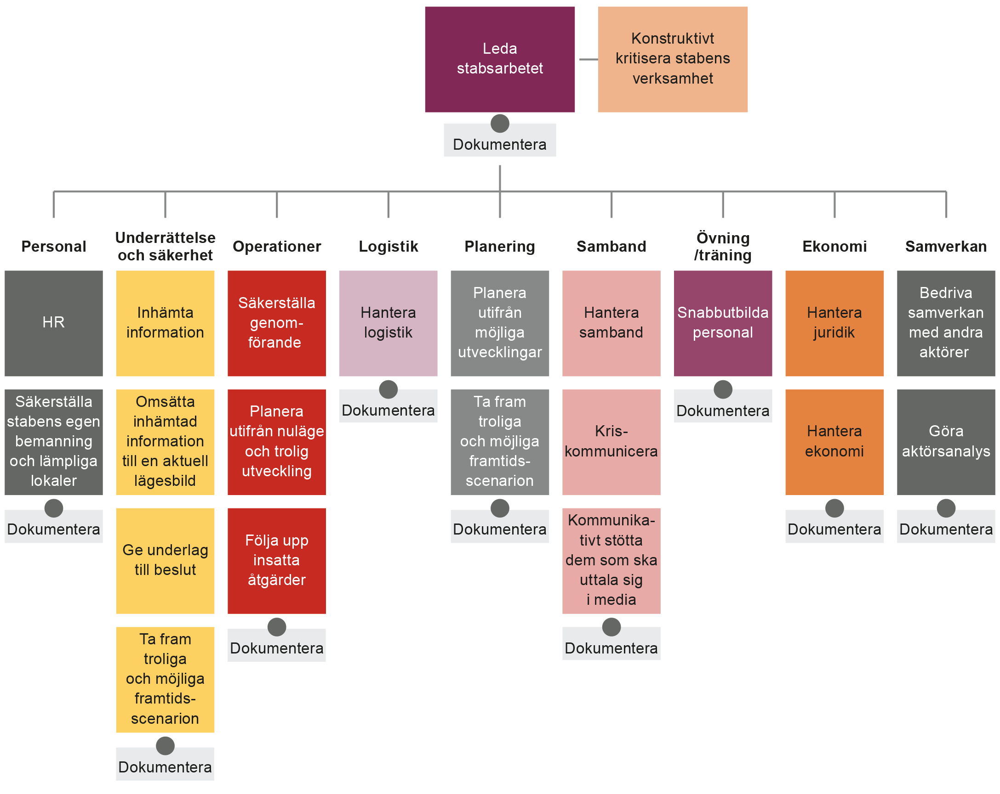 Leda
stabsarbetet
Konstruktivt
kritisera stabens
verksamhet
Dokumentera
Personal
HR
Säkerställa
stabens egen
bemanning
och lämpliga
lokaler
Dokumentera
Underrättelse
och säkerhet
Inhämta
information
Omsätta
inhämtad
information
till en aktuell
lägesbild
Ge underlag
till beslut
Ta fram
troliga
och möjliga
framtids-
scenarion
Dokumentera
Operationer
Säkerställa
genom-
förande
Planera
utifrån nuläge
och trolig
utveckling
Följa upp
insatta
åtgärder
Dokumentera
Logistik
Hantera
logistik
Dokumentera
Planering
Planera
utifrån
möjliga
utvecklingar
Ta fram
troliga
och möjliga
framtids-
scenarion
Dokumentera
Samband
Hantera
samband
Kris-
kommunicera
Kommunika-
tivt stötta
dem som ska
uttala sig
i media
Dokumentera
Övning
/träning
Snabbutbilda
personal
Dokumentera
Ekonomi
Hantera
juridik
Hantera
ekonomi
Dokumentera
Samverkan
Bedriva
samverkan
med andra
aktörer
Göra
aktörsanalys
Dokumentera